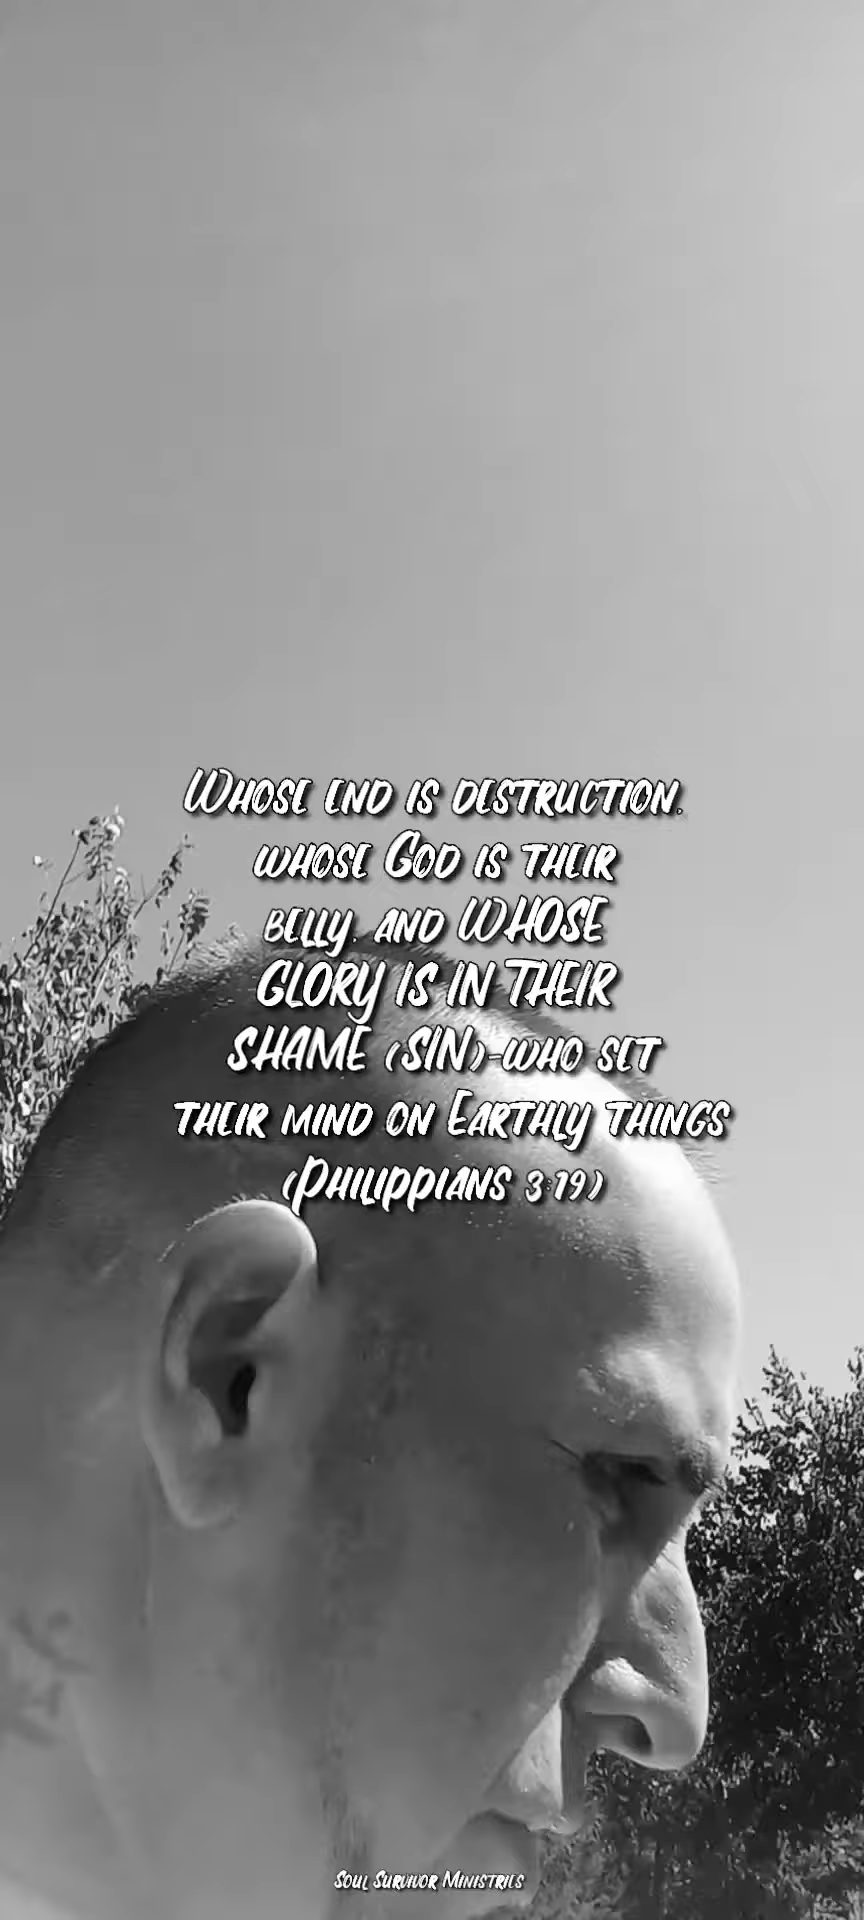 Whose end is destruction,
whose God is their
belly, and WHOSE
GLORY IS IN THEIR
SHAME (SIN)-who set
their mind on Earthly things
(Philippians 3:19)
Soul Survivor Ministries